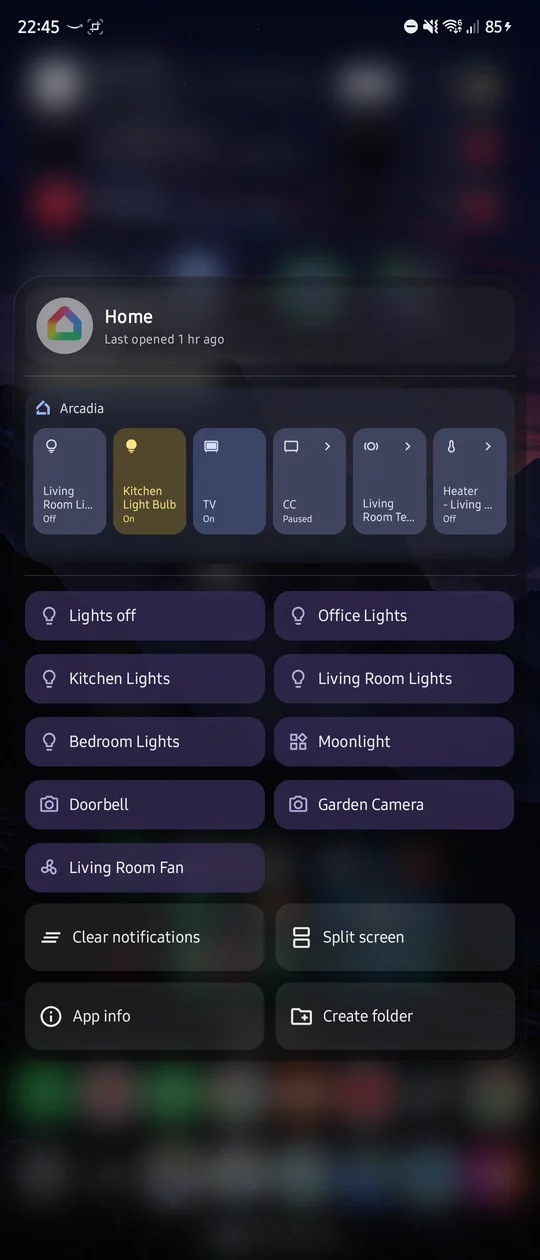 22:45
85
Home
Last opened 1 hr ago
Arcadia
Living
Room Li...
Off
Kitchen
Light Bulb
On
TV
On
CC
Paused
Living
Room Te...
Heater
- Living ...
Off
Lights off
Office Lights
Kitchen Lights
Living Room Lights
Bedroom Lights
Moonlight
Doorbell
Garden Camera
Living Room Fan
Clear notifications
Split screen
App info
Create folder